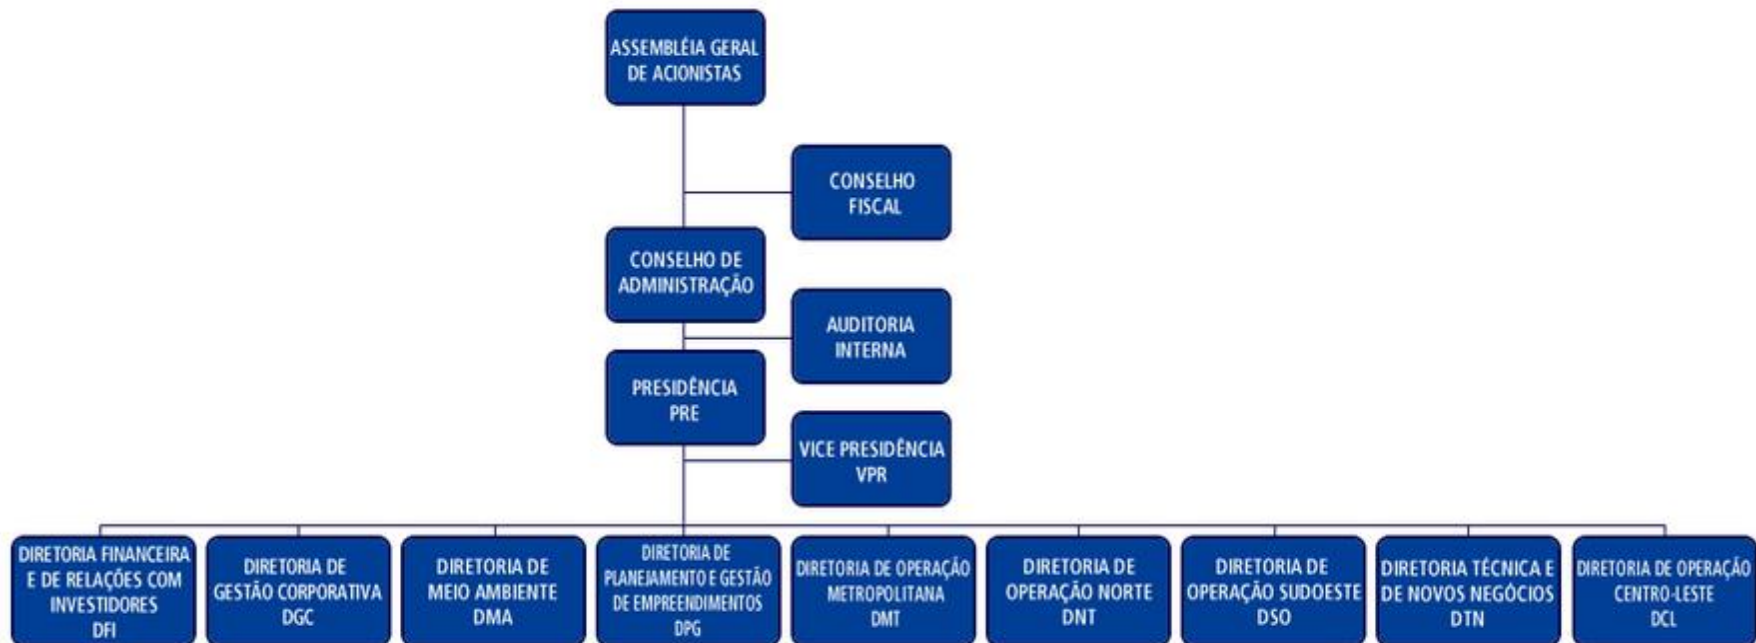 ASSEMBLÉIA GERAL
DE ACIONISTAS
CONSELHO
FISCAL
CONSELHO DE
ADMINISTRAÇÃO
AUDITORIA
INTERNA
PRESIDÊNCIA
PRE
VICE PRESIDÊNCIA
VPR
DIRETORIA FINANCEIRA
E DE RELAÇÕES COM
INVESTIDORES
DFI
DIRETORIA DE
GESTÃO CORPORATIVA
DGC
DIRETORIA DE
MEIO AMBIENTE
DMA
DIRETORIA DE
PLANEJAMENTO E GESTÃO
DE EMPREENDIMENTOS
DPG
DIRETORIA DE OPERAÇÃO
METROPOLITANA
DMT
DIRETORIA DE
OPERAÇÃO NORTE
DNT
DIRETORIA DE
OPERAÇÃO SUDOESTE
DSO
DIRETORIA TÉCNICA E
DE NOVOS NEGÓCIOS
DTN
DIRETORIA DE OPERAÇÃO
CENTRO-LESTE
DCL